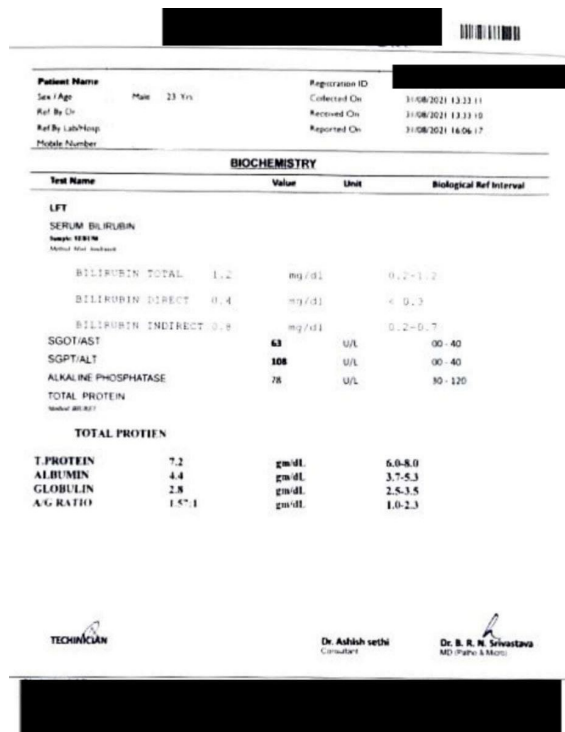 Patient Name
Registration ID
Sex / Age Male 23 Yrs
Collected On 31/08/2021 13:33:11
Ref By Dr
Received On 31/08/2021 13:33:10
Ref By Lab/Hosp
Reported On 31/08/2021 16:06:17
Mobile Number
BIOCHEMISTRY
Test Name Value Unit Biological Ref Interval
LFT
SERUM BILIRUBIN
BILIRUBIN TOTAL 1.2 mg/dl 0.2-1.2
BILIRUBIN DIRECT 0.4 mg/dl < 0.3
BILIRUBIN INDIRECT 0.8 mg/dl 0.2-0.7
SGOT/AST 63 U/L 00 - 40
SGPT/ALT 108 U/L 00 - 40
ALKALINE PHOSPHATASE 78 U/L 30 - 120
TOTAL PROTEIN
TOTAL PROTIEN
T.PROTEIN 7.2 gm/dL 6.0-8.0
ALBUMIN 4.4 gm/dL 3.7-5.3
GLOBULIN 2.8 gm/dL 2.5-3.5
A/G RATIO 1.57:1 gm/dL 1.0-2.3
TECHINICIAN
Dr. Ashish sethi
Consultant
Dr. B. R. N. Srivastava
MD (Patho & Micro)